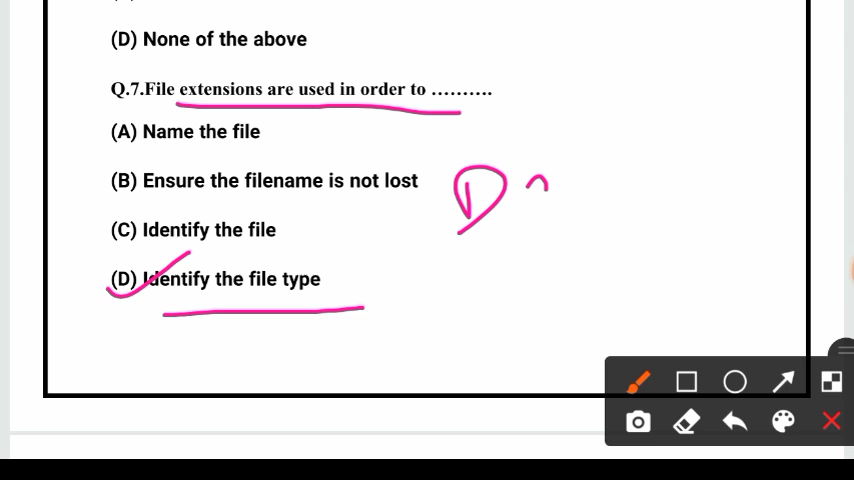 (D) None of the above
Q.7.File extensions are used in order to ..........
(A) Name the file
(B) Ensure the filename is not lost
(C) Identify the file
(D) Identify the file type
D